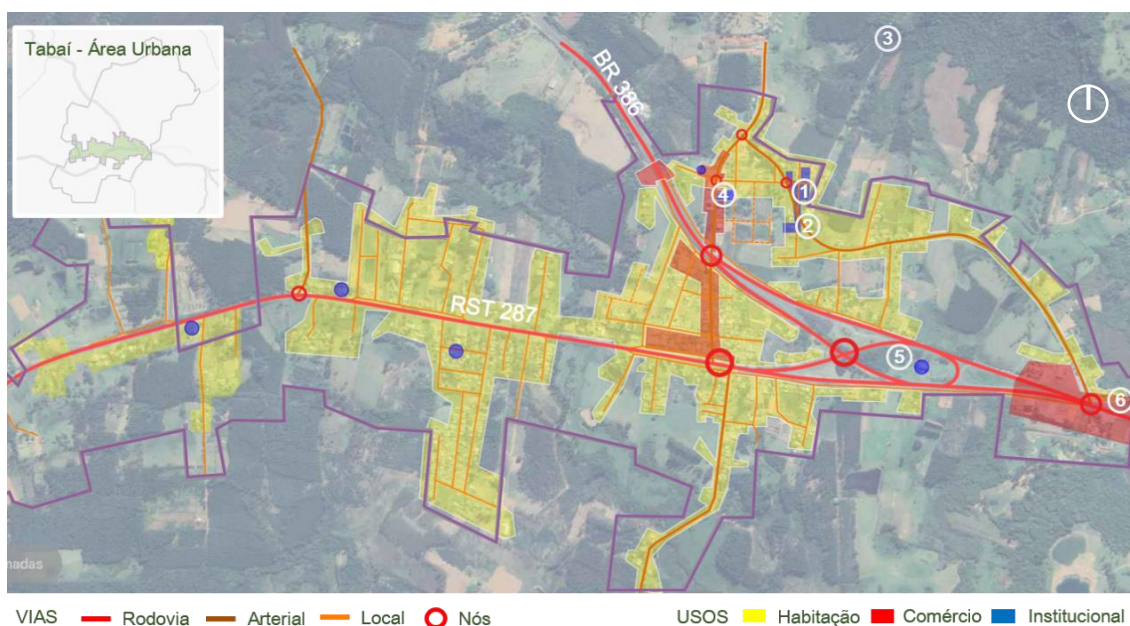 Tabaí - Área Urbana
3
BR 386
1
4
2
RST 287
5
6
nadas
VIAS Rodovia Arterial Local Nós USOS Habitação Comércio Institucional